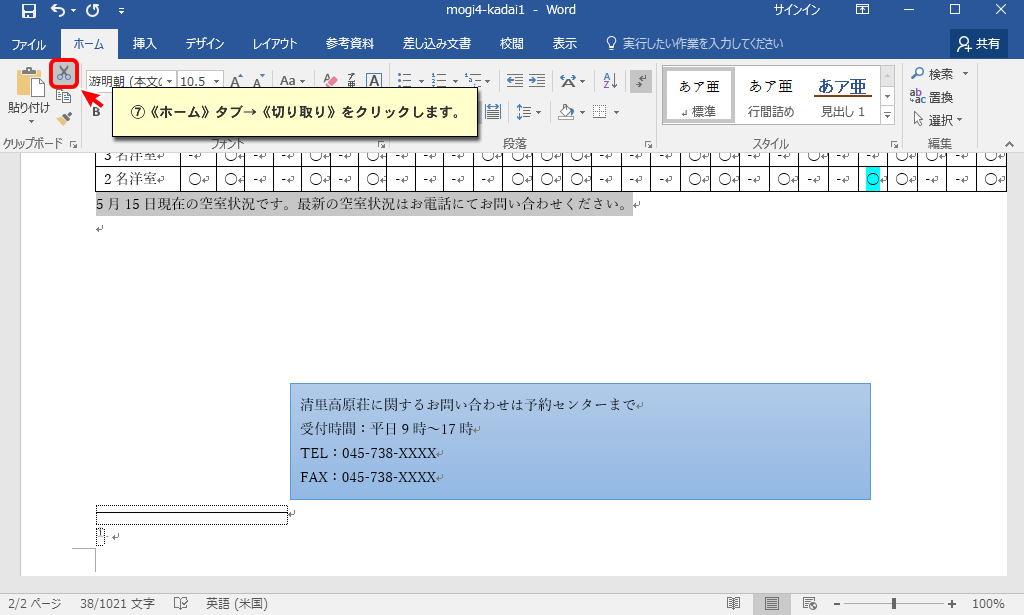 mogi4-kadai1 - Word
サインイン
ファイル ホーム 挿入 デザイン レイアウト 参考資料 差し込み文書 校閲 表示 実行したい作業を入力してください 共有
貼り付け
游明朝 (本文の 10.5 A A Aa A
B
⑦《ホーム》タブ→《切り取り》をクリックします。
あア亜 あア亜 あア亜
標準 行間詰め 見出し 1
検索
置換
選択
クリップボード フォント 段落 スタイル 編集
3 名洋室 - ○ - - ○ - ○ - - - ○ ○ ○ - - - ○ ○ - - ○ - - ○ ○ - - ○
2 名洋室 ○ ○ - - ○ - ○ - - - - ○ ○ ○ - - - ○ ○ - ○ - - ○ ○ - - ○
5 月 15 日現在の空室状況です。最新の空室状況はお電話にてお問い合わせください。
清里高原荘に関するお問い合わせは予約センターまで
受付時間：平日 9 時～17 時
TEL：045-738-XXXX
FAX：045-738-XXXX
2/2 ページ 38/1021 文字 英語 (米国) 100%